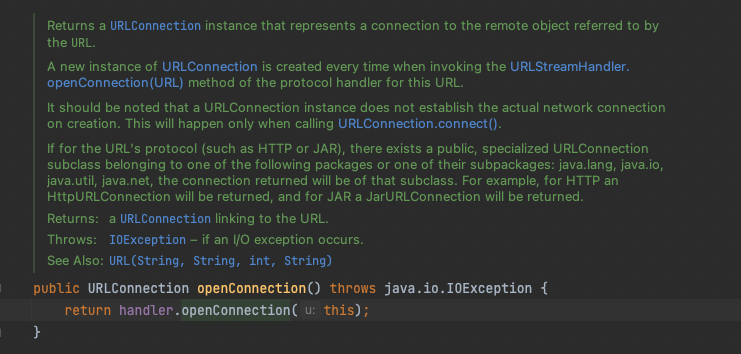 Returns a URLConnection instance that represents a connection to the remote object referred to by
the URL.
A new instance of URLConnection is created every time when invoking the URLStreamHandler.
openConnection(URL) method of the protocol handler for this URL.
It should be noted that a URLConnection instance does not establish the actual network connection
on creation. This will happen only when calling URLConnection.connect().
If for the URL's protocol (such as HTTP or JAR), there exists a public, specialized URLConnection
subclass belonging to one of the following packages or one of their subpackages: java.lang, java.io,
java.util, java.net, the connection returned will be of that subclass. For example, for HTTP an
HttpURLConnection will be returned, and for JAR a JarURLConnection will be returned.
Returns: a URLConnection linking to the URL.
Throws: IOException – if an I/O exception occurs.
See Also: URL(String, String, int, String)
public URLConnection openConnection() throws java.io.IOException {
return handler.openConnection( u: this);
}